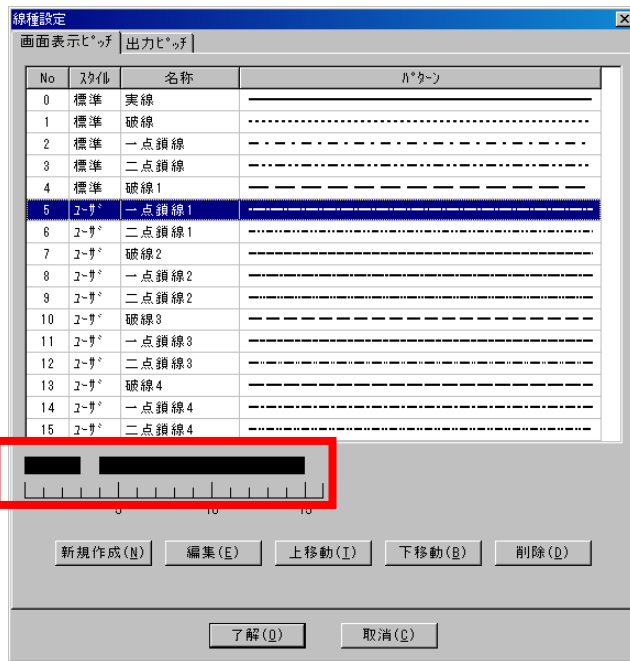 線種設定
画面表示ﾋﾟｯﾁ 出力ﾋﾟｯﾁ
No ｽﾀｲﾙ 名称 ﾊﾟﾀｰﾝ
0 標準 実線
1 標準 破線
2 標準 一点鎖線
3 標準 二点鎖線
4 標準 破線1
5 ﾕｰｻﾞ 一点鎖線1
6 ﾕｰｻﾞ 二点鎖線1
7 ﾕｰｻﾞ 破線2
8 ﾕｰｻﾞ 一点鎖線2
9 ﾕｰｻﾞ 二点鎖線2
10 ﾕｰｻﾞ 破線3
11 ﾕｰｻﾞ 一点鎖線3
12 ﾕｰｻﾞ 二点鎖線3
13 ﾕｰｻﾞ 破線4
14 ﾕｰｻﾞ 一点鎖線4
15 ﾕｰｻﾞ 二点鎖線4
5 10 15
新規作成(N) 編集(E) 上移動(T) 下移動(B) 削除(D)
了解(O) 取消(C)